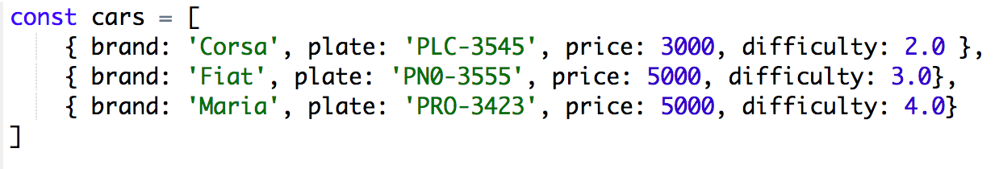 const cars = [
    { brand: 'Corsa', plate: 'PLC-3545', price: 3000, difficulty: 2.0 },
    { brand: 'Fiat', plate: 'PN0-3555', price: 5000, difficulty: 3.0},
    { brand: 'Maria', plate: 'PRO-3423', price: 5000, difficulty: 4.0}
]